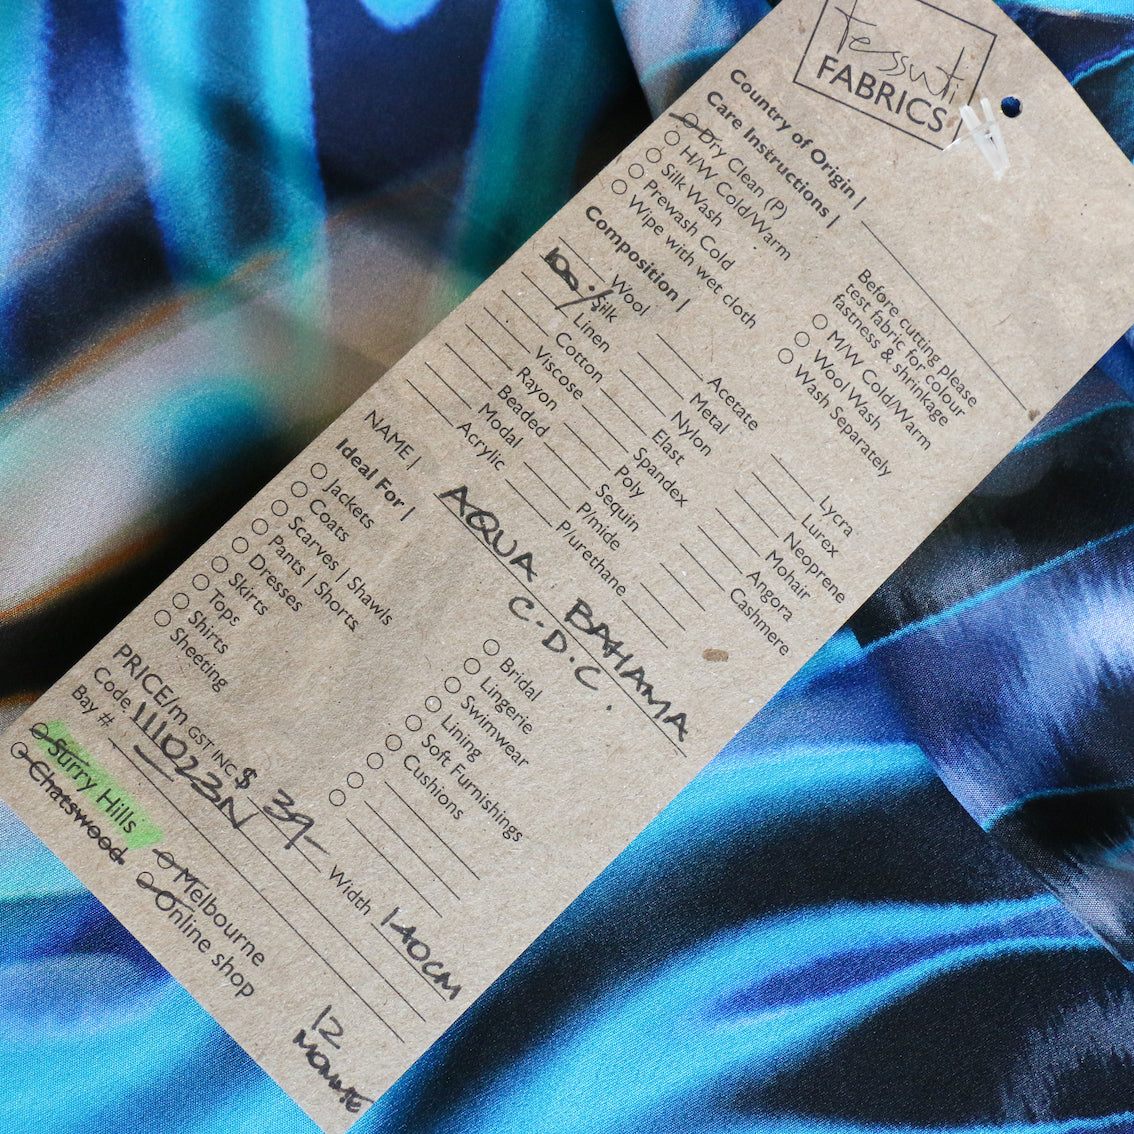 tessuti
FABRICS
Country of Origin |
Care Instructions |
Dry Clean (P)
H/W Cold/Warm
Silk Wash
Prewash Cold
Wipe with wet cloth
Before cutting please
test fabric for colour
fastness & shrinkage
M/W Cold/Warm
Wool Wash
Wash Separately
Composition |
Wool
100% Silk
Linen
Cotton
Viscose
Rayon
Beaded
Modal
Acrylic
Acetate
Metal
Nylon
Elast
Spandex
Poly
Sequin
P/mide
P/urethane
Lycra
Lurex
Neoprene
Mohair
Angora
Cashmere
NAME | AQUA BAHAMA
C.D.C.
Ideal For |
Jackets
Coats
Scarves | Shawls
Pants | Shorts
Dresses
Skirts
Tops
Shirts
Sheeting
Bridal
Lingerie
Swimwear
Lining
Soft Furnishings
Cushions
PRICE/m GST INC $ 39- Width 140CM
Code 111023N
Bay #
Surry Hills
Chatswood
Melbourne
Online shop
12
MOMME